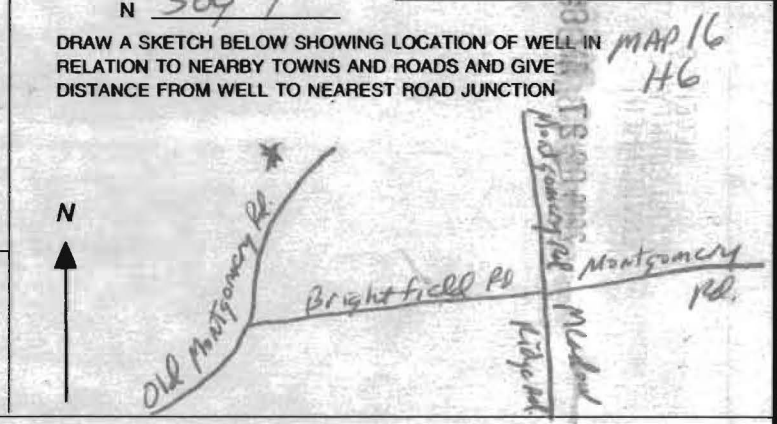 N 509 9
DRAW A SKETCH BELOW SHOWING LOCATION OF WELL IN
RELATION TO NEARBY TOWNS AND ROADS AND GIVE
DISTANCE FROM WELL TO NEAREST ROAD JUNCTION
MAP 16
H6
N
Old Montgomery Rd.
Brightfield Rd
Montgomery Rd
Montgomery
Rd.
Meadow
Ridge Rd.